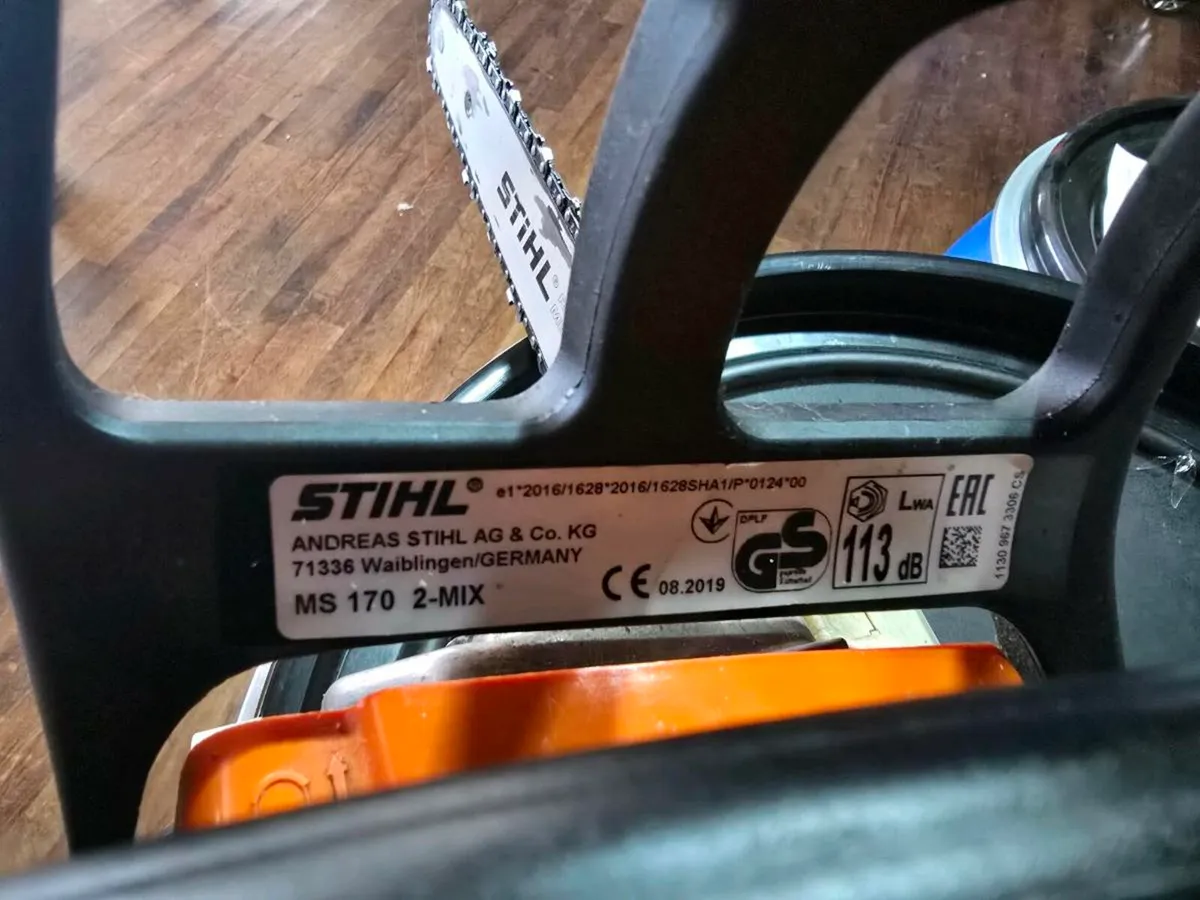 STIHL®
STIHL® e1*2016/1628*2016/1628SHA1/P*0124*00
ANDREAS STIHL AG & Co. KG
71336 Waiblingen/GERMANY
MS 170 2-MIX
CE 08.2019
DPLF
GS
LWA
113 dB
EAC
1130 967 3306 CS